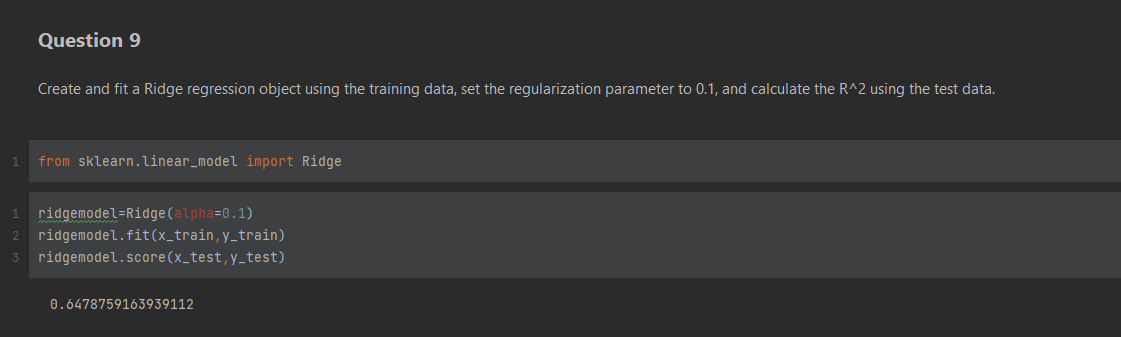 Question 9
Create and fit a Ridge regression object using the training data, set the regularization parameter to 0.1, and calculate the R^2 using the test data.
1 from sklearn.linear_model import Ridge
1 ridgemodel=Ridge(alpha=0.1)
2 ridgemodel.fit(x_train,y_train)
3 ridgemodel.score(x_test,y_test)
0.6478759163939112